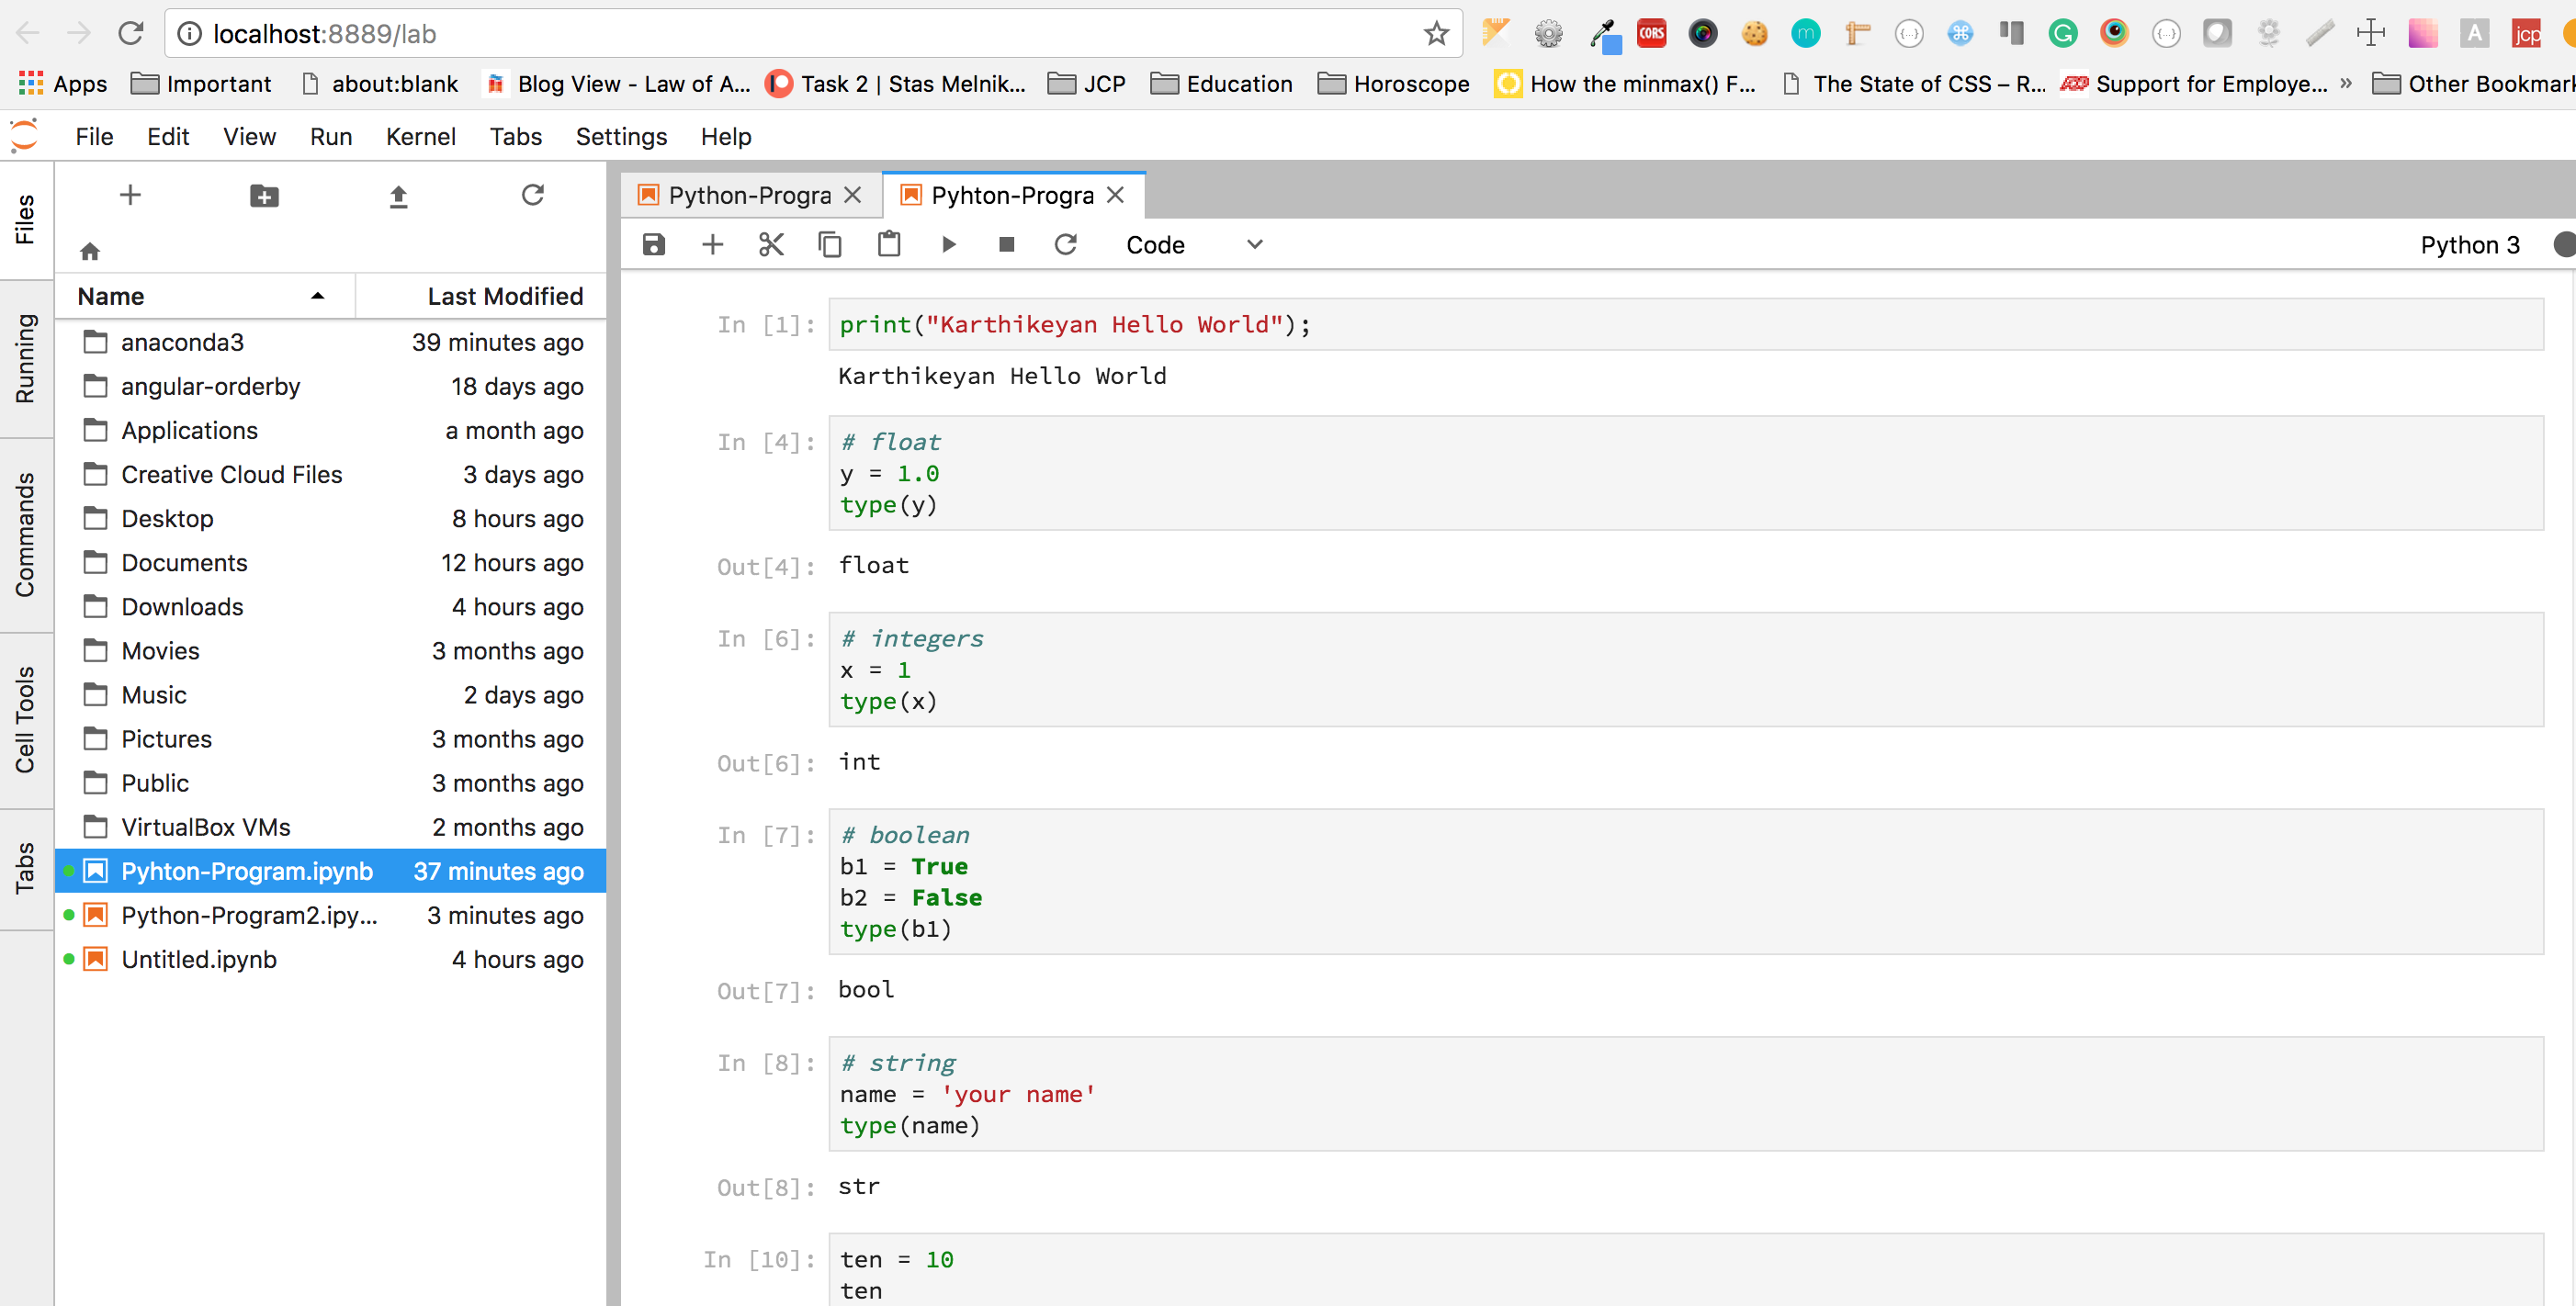 localhost:8889/lab
CORS
m
{...}
G
{...}
A
jcp
Apps Important about:blank Blog View - Law of A... Task 2 | Stas Melnik... JCP Education Horoscope How the minmax() F... The State of CSS – R... Support for Employe... » Other Bookmar
File Edit View Run Kernel Tabs Settings Help
Files
Running
Commands
Cell Tools
Tabs
Name Last Modified
anaconda3 39 minutes ago
angular-orderby 18 days ago
Applications a month ago
Creative Cloud Files 3 days ago
Desktop 8 hours ago
Documents 12 hours ago
Downloads 4 hours ago
Movies 3 months ago
Music 2 days ago
Pictures 3 months ago
Public 3 months ago
VirtualBox VMs 2 months ago
Pyhton-Program.ipynb 37 minutes ago
Python-Program2.ipy... 3 minutes ago
Untitled.ipynb 4 hours ago
Python-Progra Pyhton-Progra
Code Python 3
In [1]: print("Karthikeyan Hello World");
Karthikeyan Hello World
In [4]: # float
y = 1.0
type(y)
Out[4]: float
In [6]: # integers
x = 1
type(x)
Out[6]: int
In [7]: # boolean
b1 = True
b2 = False
type(b1)
Out[7]: bool
In [8]: # string
name = 'your name'
type(name)
Out[8]: str
In [10]: ten = 10
ten